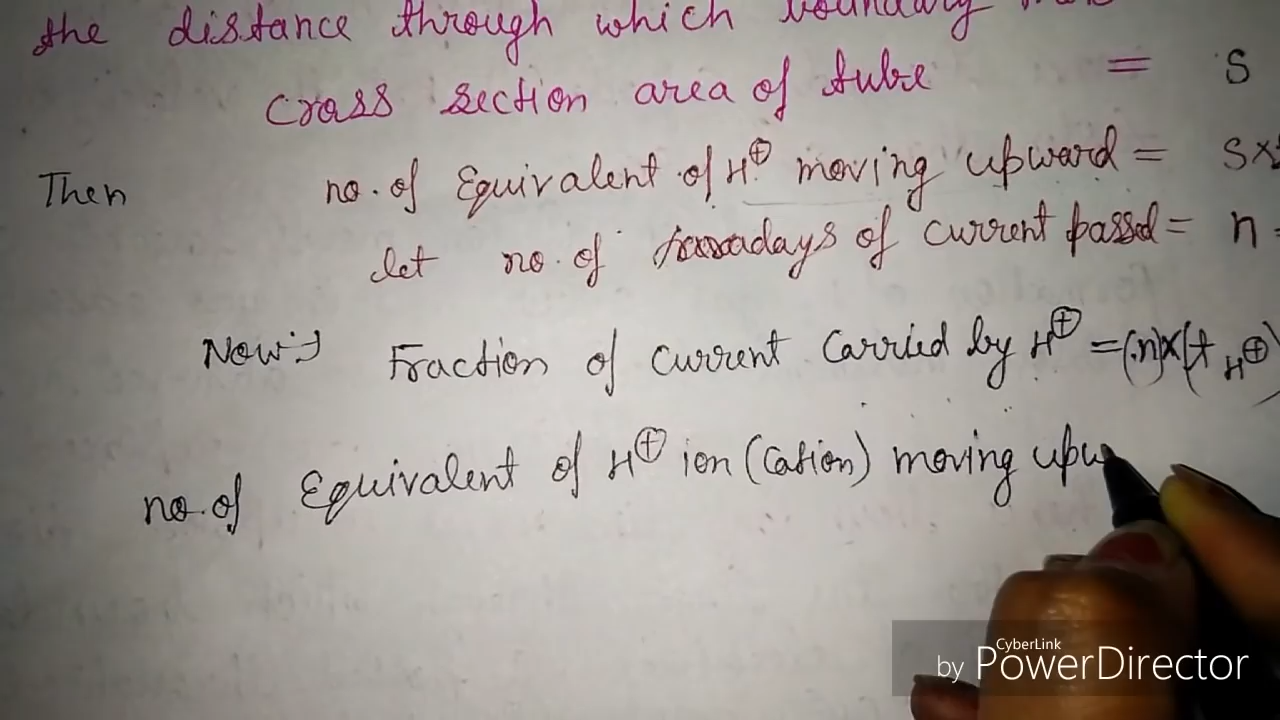 the distance through which boundary
cross section area of tube = S
Then no. of Equivalent of H⊕ moving upward = S×
let no. of faradays of current passed = n
Now:→ Fraction of current carried by H⊕ = (n)×(t H⊕)
no. of Equivalent of H⊕ ion (Cation) moving upw
CyberLink
by PowerDirector